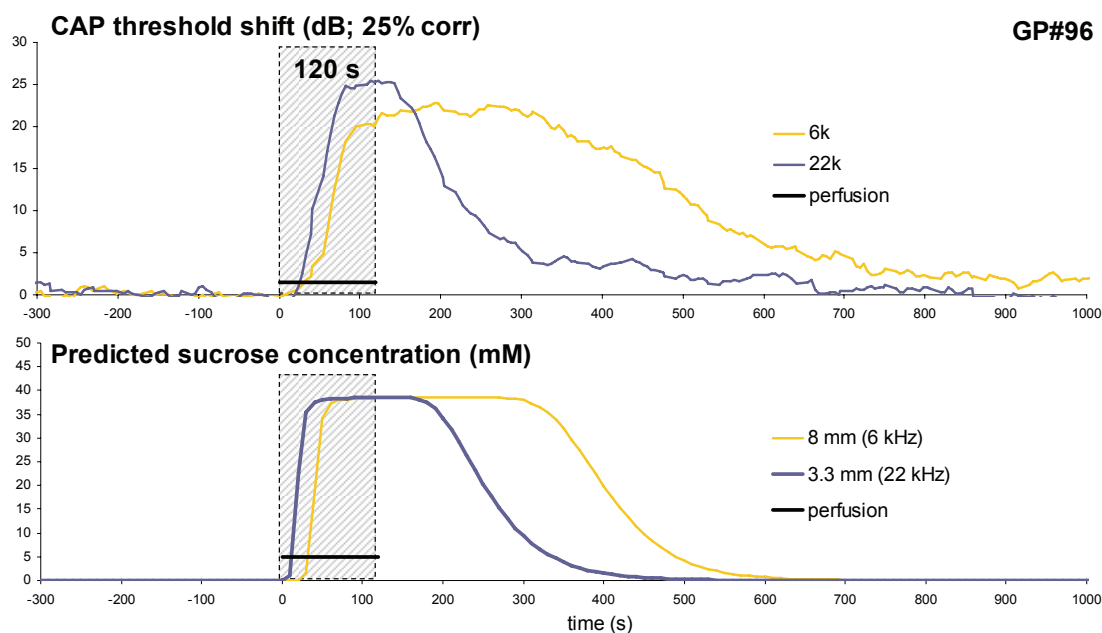 CAP threshold shift (dB; 25% corr)
GP#96
30
25
20
15
10
5
0
120 s
6k
22k
perfusion
-300 -200 -100 0 100 200 300 400 500 600 700 800 900 1000
Predicted sucrose concentration (mM)
50
45
40
35
30
25
20
15
10
5
0
8 mm (6 kHz)
3.3 mm (22 kHz)
perfusion
-300 -200 -100 0 100 200 300 400 500 600 700 800 900 1000
time (s)